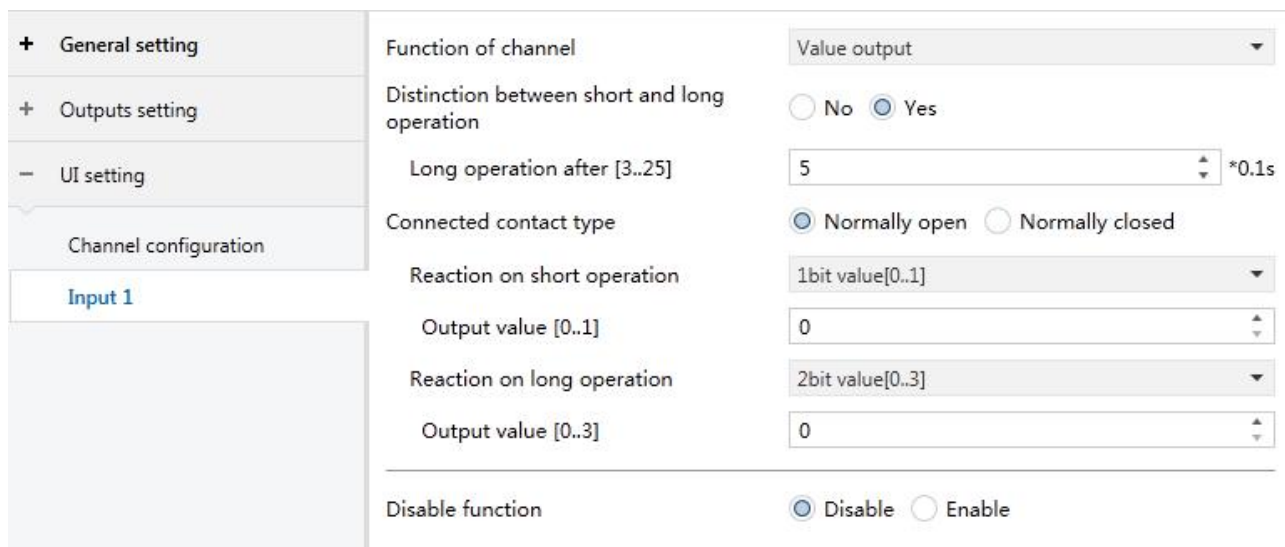 + General setting
+ Outputs setting
− UI setting
Channel configuration
Input 1
Function of channel
Value output
Distinction between short and long
operation
No Yes
Long operation after [3..25]
5 *0.1s
Connected contact type
Normally open Normally closed
Reaction on short operation
1bit value[0..1]
Output value [0..1]
0
Reaction on long operation
2bit value[0..3]
Output value [0..3]
0
Disable function
Disable Enable